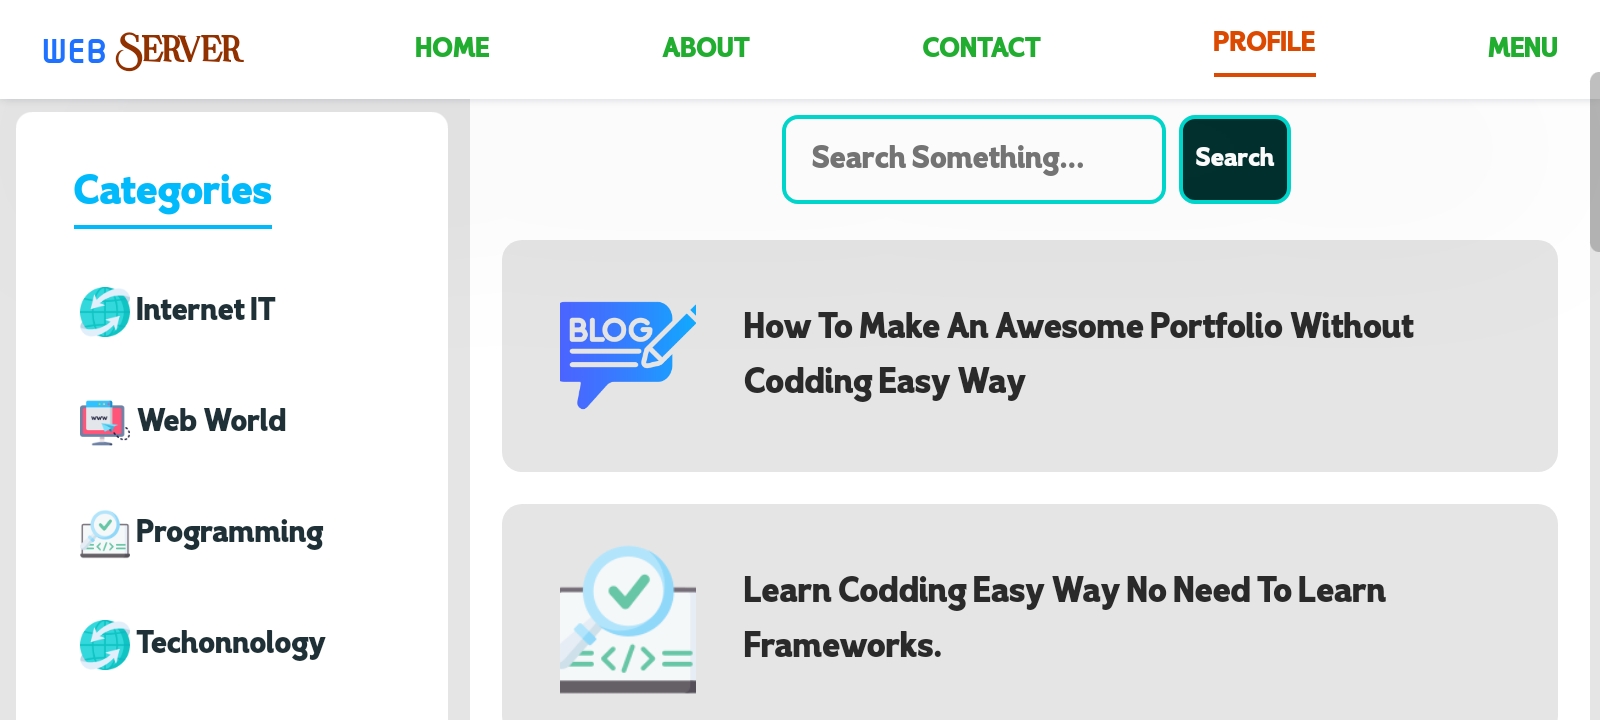 WEB SERVER
HOME
ABOUT
CONTACT
PROFILE
MENU
Categories
Internet IT
www
Web World
</>
Programming
Techonnology
Search Something...
Search
BLOG
How To Make An Awesome Portfolio Without
Codding Easy Way
=</>=
Learn Codding Easy Way No Need To Learn
Frameworks.